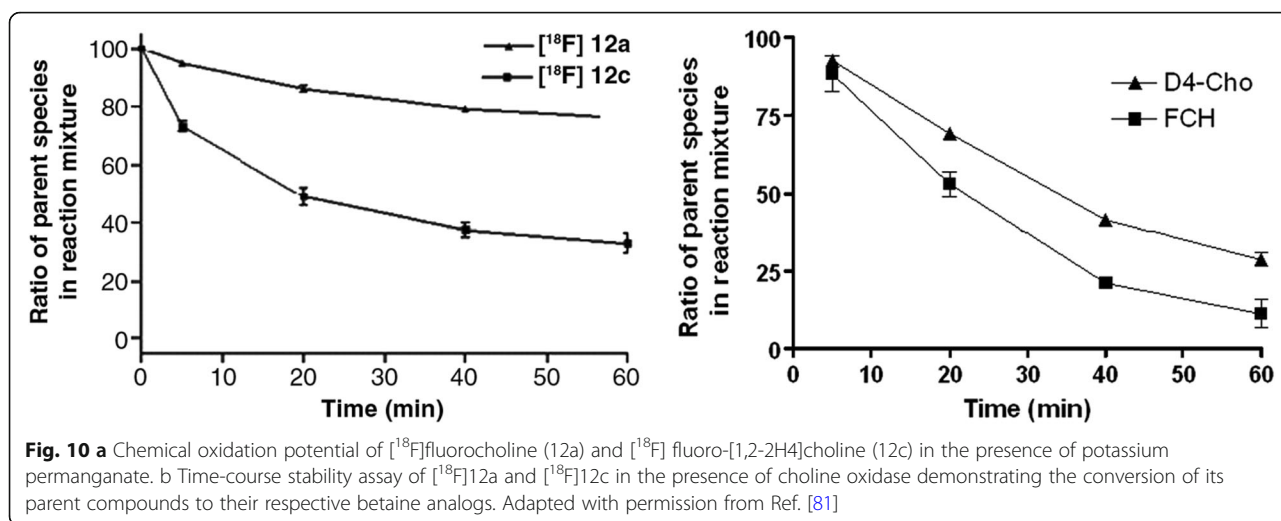 100
80
60
40
20
0
0
20
40
60
Ratio of parent species
in reaction mixture
Time (min)
[¹⁸F] 12a
[¹⁸F] 12c
100
75
50
25
0
0
10
20
30
40
50
60
Ratio of parent species
in reaction mixture
Time (min)
D4-Cho
FCH
Fig. 10 a Chemical oxidation potential of [¹⁸F]fluorocholine (12a) and [¹⁸F] fluoro-[1,2-2H4]choline (12c) in the presence of potassium
permanganate. b Time-course stability assay of [¹⁸F]12a and [¹⁸F]12c in the presence of choline oxidase demonstrating the conversion of its
parent compounds to their respective betaine analogs. Adapted with permission from Ref. [81]